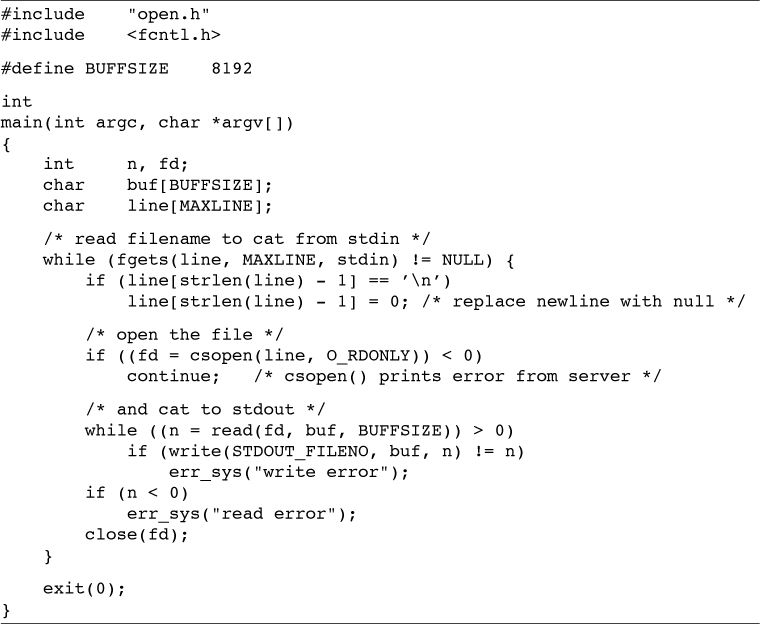 #include    "open.h"
#include    <fcntl.h>
#define BUFFSIZE    8192
int
main(int argc, char *argv[])
{
    int     n, fd;
    char    buf[BUFFSIZE];
    char    line[MAXLINE];
    /* read filename to cat from stdin */
    while (fgets(line, MAXLINE, stdin) != NULL) {
        if (line[strlen(line) - 1] == ’\n’)
            line[strlen(line) - 1] = 0; /* replace newline with null */
        /* open the file */
        if ((fd = csopen(line, O_RDONLY)) < 0)
            continue;   /* csopen() prints error from server */
        /* and cat to stdout */
        while ((n = read(fd, buf, BUFFSIZE)) > 0)
            if (write(STDOUT_FILENO, buf, n) != n)
                err_sys("write error");
        if (n < 0)
            err_sys("read error");
        close(fd);
    }
    exit(0);
}